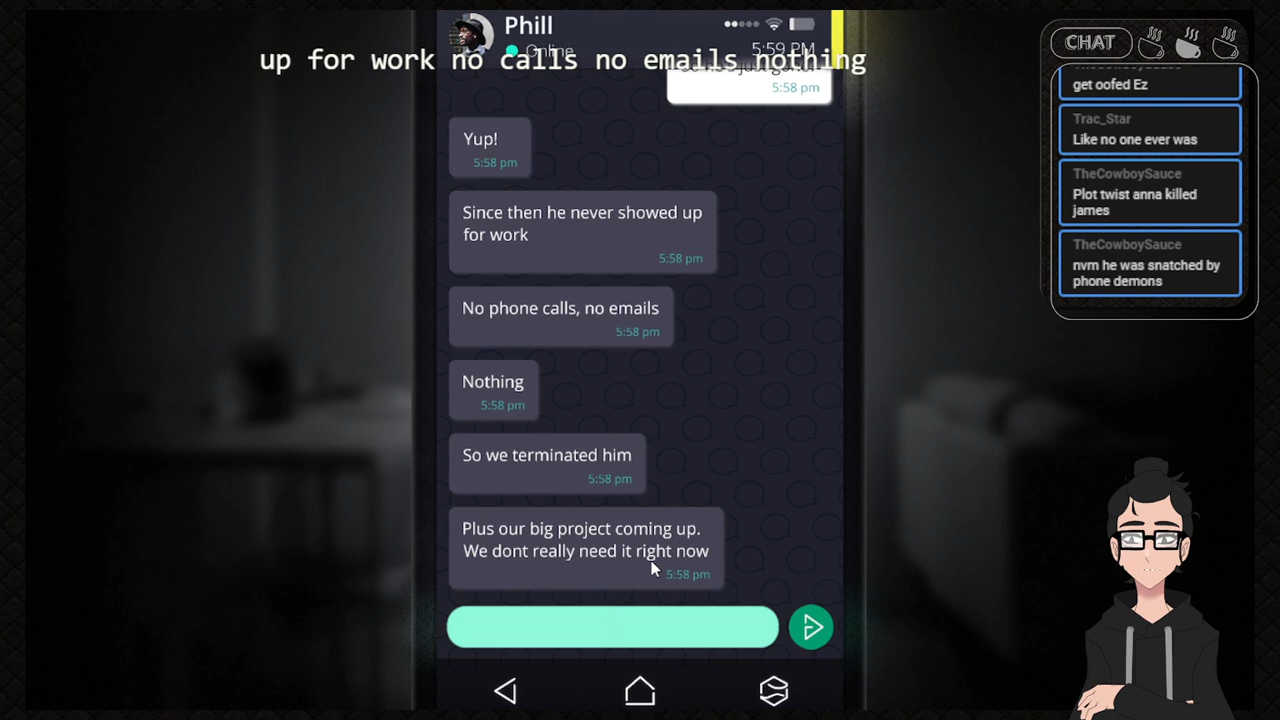 Phill
Online
5:59 PM
up for work no calls no emails nothing
5:58 pm
Yup!
5:58 pm
Since then he never showed up
for work
5:58 pm
No phone calls, no emails
5:58 pm
Nothing
5:58 pm
So we terminated him
5:58 pm
Plus our big project coming up.
We dont really need it right now
5:58 pm
CHAT
get oofed Ez
Trac_Star
Like no one ever was
TheCowboySauce
Plot twist anna killed
james
TheCowboySauce
nvm he was snatched by
phone demons